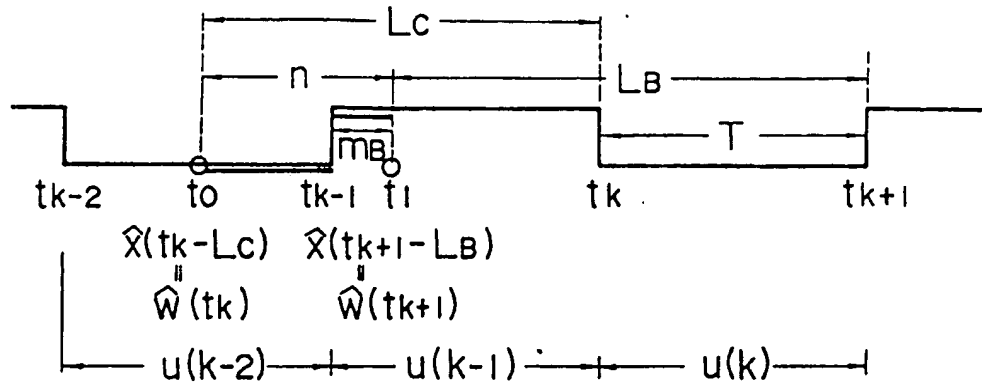 LC
n
LB
T
mB
tk-2
t0
tk-1
t1
tk
tk+1
X̂(tk-LC)
X̂(tk+1-LB)
=
=
Ŵ(tk)
Ŵ(tk+1)
u(k-2)
u(k-1)
u(k)